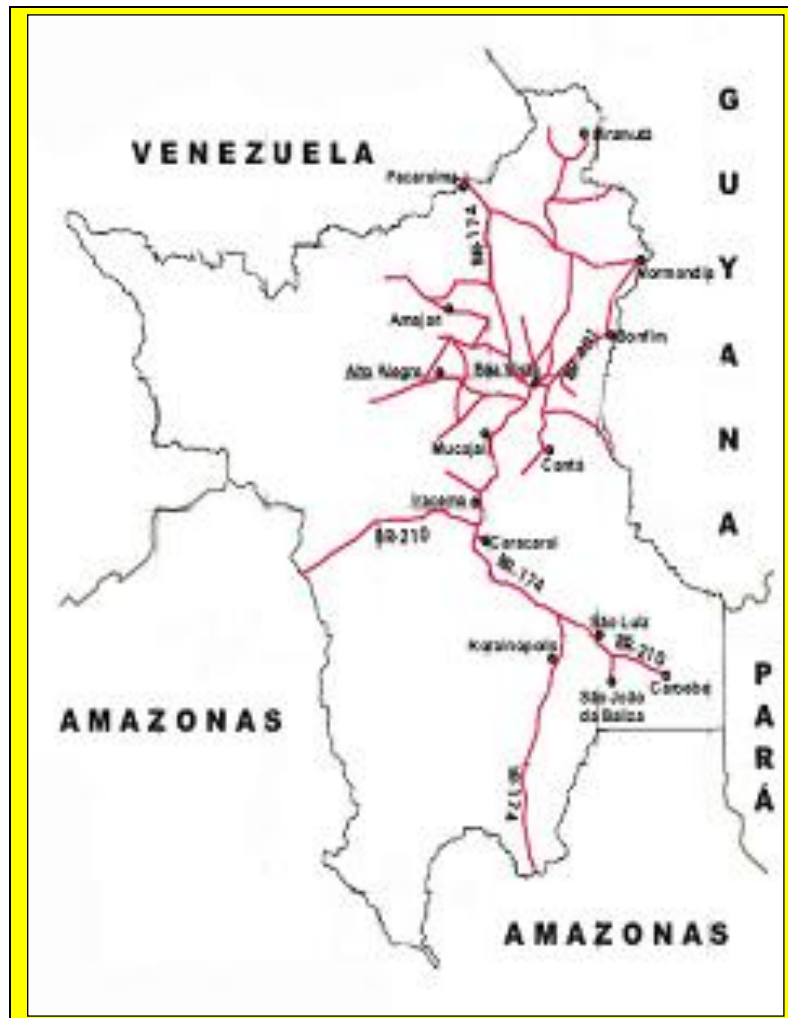 G
U
Y
A
N
A
VENEZUELA
Pacaraima
BR-174
Normandia
Amajari
Bonfim
Alto Alegre
Boa Vista
Mucajaí
Cantá
Iracema
BR-210
Caracaraí
BR-174
São Luiz
BR-210
Rorainópolis
Caroebe
São João
da Baliza
AMAZONAS
P
A
R
Á
BR-174
AMAZONAS